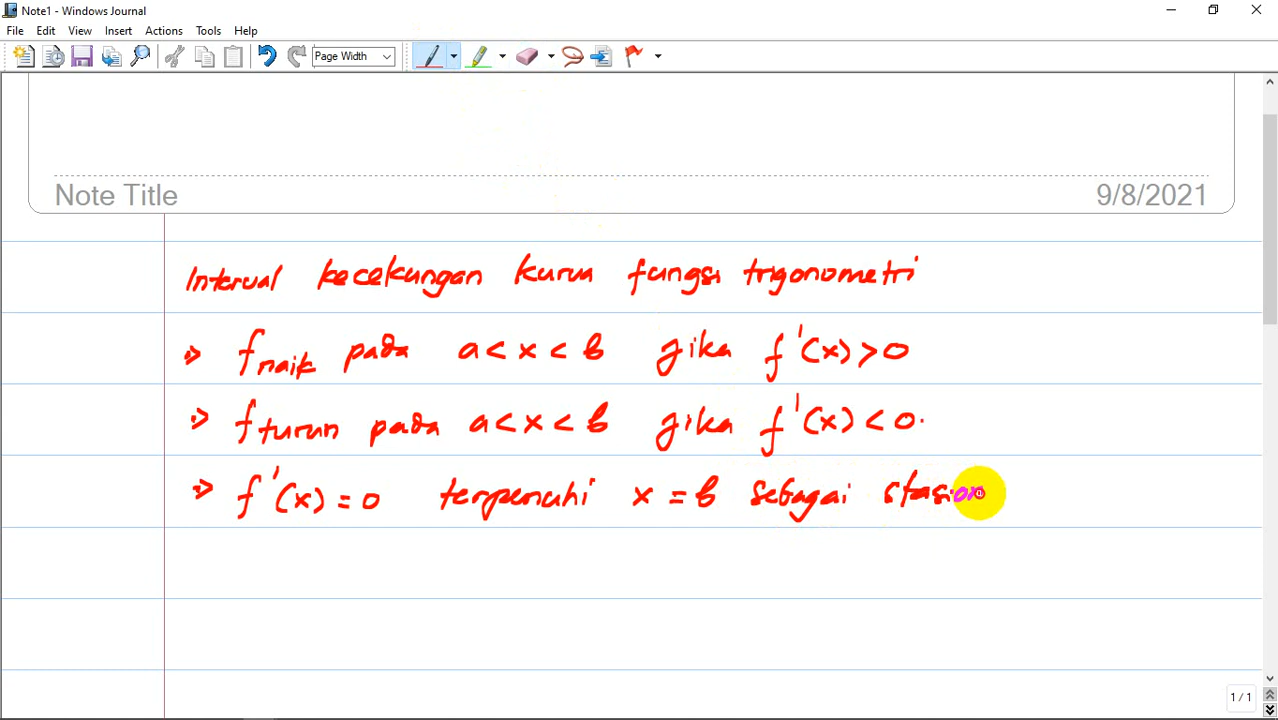 Note1 - Windows Journal
File Edit View Insert Actions Tools Help
Page Width
Note Title 9/8/2021
Interval kecekungan kurva fungsi trigonometri
⇒ f naik pada a < x < b jika f'(x) > 0
⇒ f turun pada a < x < b jika f'(x) < 0.
⇒ f'(x) = 0 terpenuhi x = b sebagai stasion
1 / 1